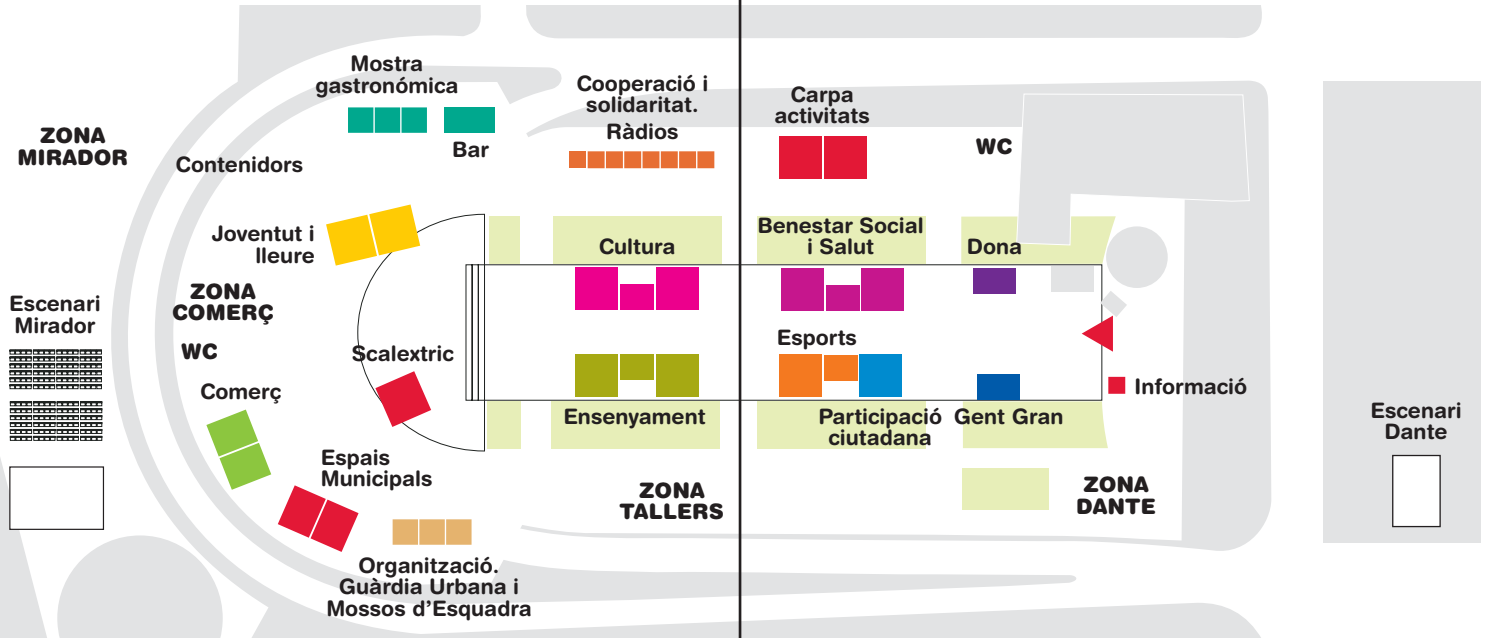 Mostra
gastronómica
Bar
Cooperació i
solidaritat.
Ràdios
Carpa
activitats
WC
ZONA
MIRADOR
Contenidors
Joventut i
lleure
Cultura
Benestar Social
i Salut
Dona
ZONA
COMERÇ
Escenari
Mirador
WC
Scalextric
Esports
Comerç
Informació
Ensenyament
Participació
ciutadana
Gent Gran
Escenari
Dante
Espais
Municipals
ZONA
TALLERS
ZONA
DANTE
Organització.
Guàrdia Urbana i
Mossos d’Esquadra